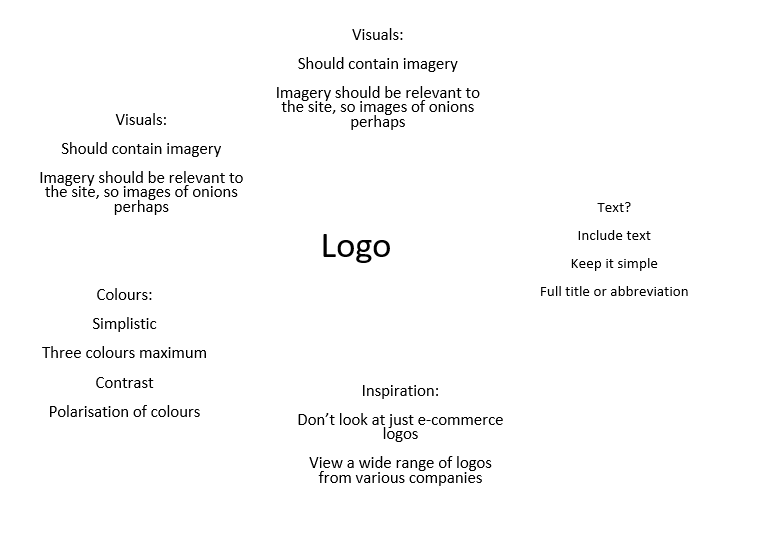 Visuals:
Should contain imagery
Imagery should be relevant to
the site, so images of onions
perhaps
Visuals:
Should contain imagery
Imagery should be relevant to
the site, so images of onions
perhaps
Text?
Include text
Keep it simple
Full title or abbreviation
Logo
Colours:
Simplistic
Three colours maximum
Contrast
Polarisation of colours
Inspiration:
Don’t look at just e-commerce
logos
View a wide range of logos
from various companies